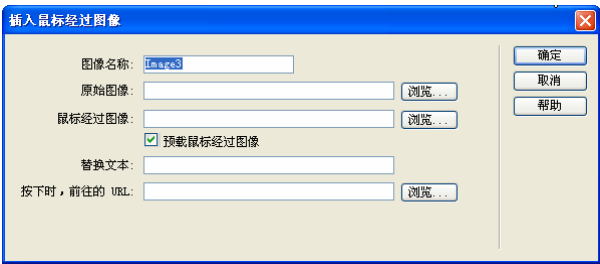 插入鼠标经过图像
图像名称: Image3
确定
原始图像: 浏览...
取消
鼠标经过图像: 浏览...
帮助
预载鼠标经过图像
替换文本:
按下时，前往的 URL: 浏览...